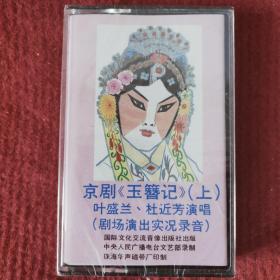 京剧《玉簪记》(上)
叶盛兰、杜近芳演唱
(剧场演出实况录音)
国际文化交流音像出版社出版
中央人民广播电台文艺部录制
珠海华声磁带厂印制